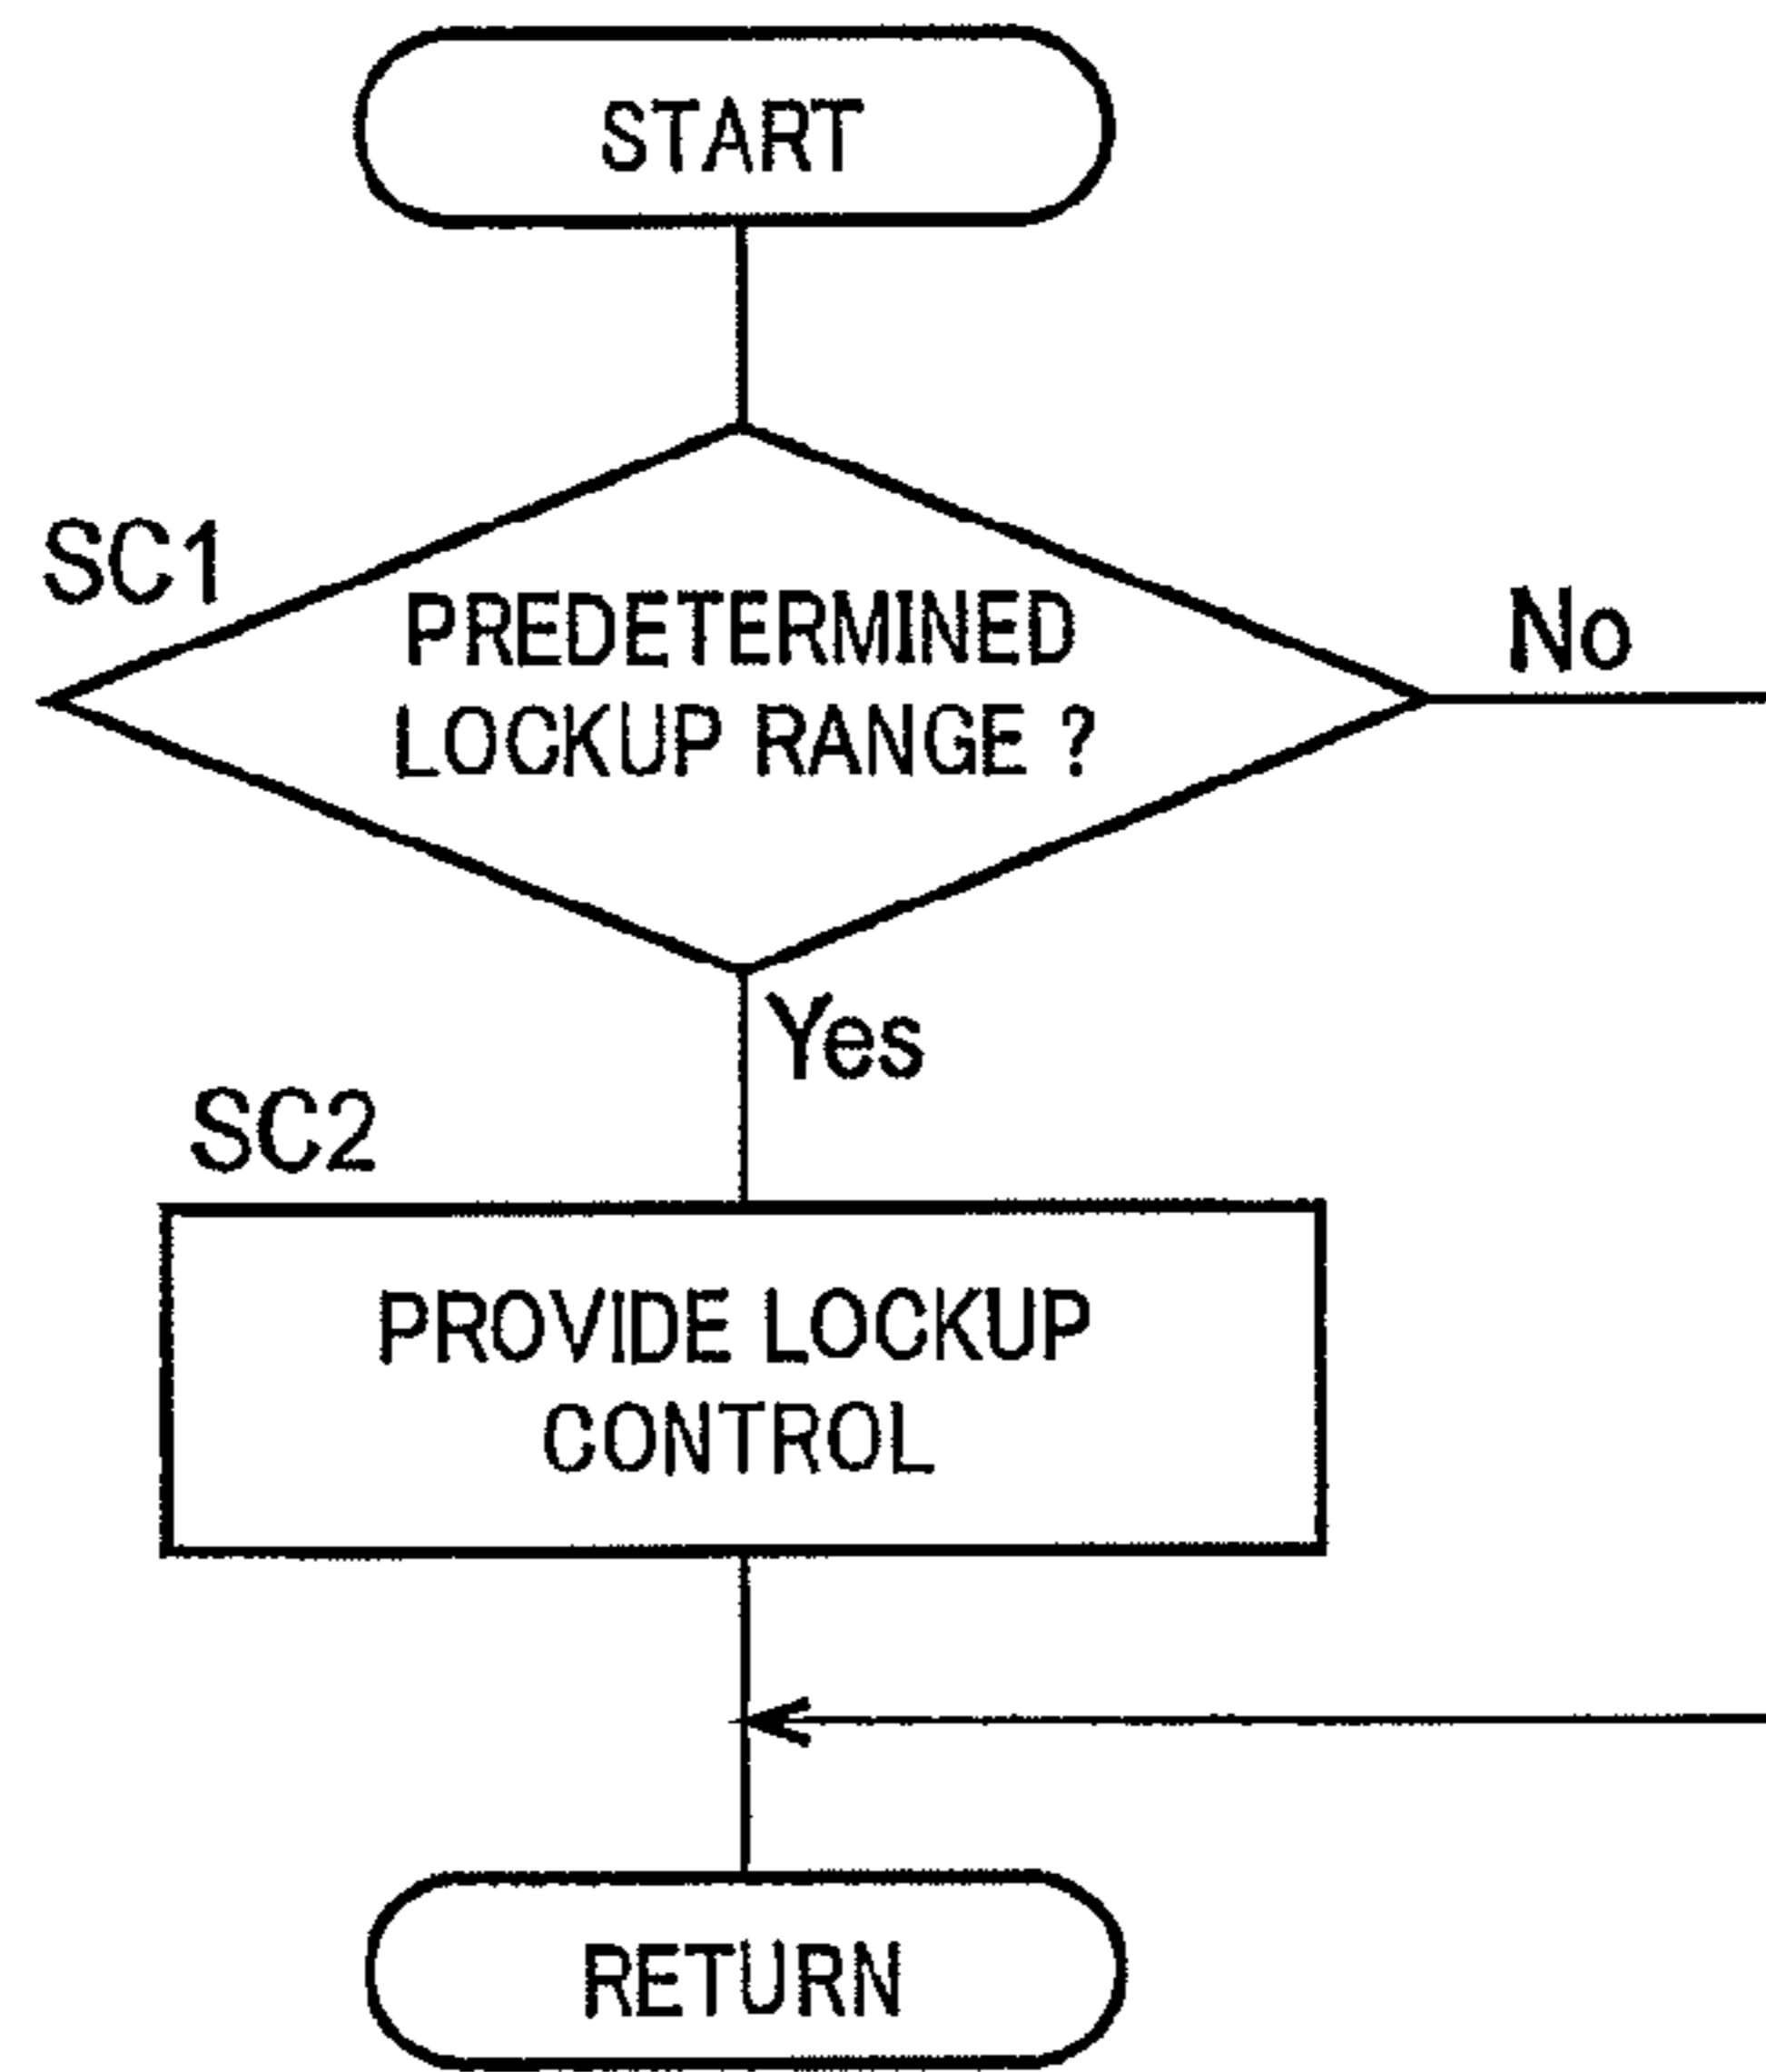 START
SC1
PREDETERMINED
LOCKUP RANGE ?
No
Yes
SC2
PROVIDE LOCKUP
CONTROL
RETURN